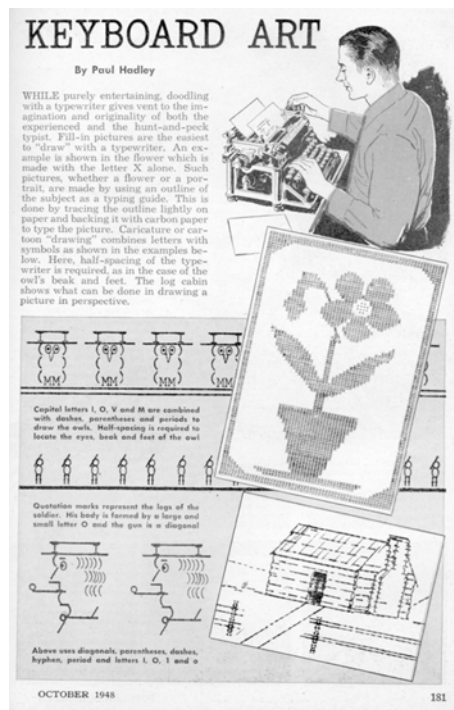 KEYBOARD ART
By Paul Hadley
WHILE purely entertaining, doodling
with a typewriter gives vent to the im-
agination and originality of both the
experienced and the hunt-and-peck
typist. Fill-in pictures are the easiest
to "draw" with a typewriter. An ex-
ample is shown in the flower which is
made with the letter X alone. Such
pictures, whether a flower or a por-
trait, are made by using an outline of
the subject as a typing guide. This is
done by tracing the outline lightly on
paper and backing it with carbon paper
to type the picture. Caricature or car-
toon "drawing" combines letters with
symbols as shown in the examples be-
low. Here, half-spacing of the type-
writer is required, as in the case of the
owl's beak and feet. The log cabin
shows what can be done in drawing a
picture in perspective.
Capital letters I, O, V and M are combined
with dashes, parentheses and periods to
draw the owls. Half-spacing is required to
locate the eyes, beak and feet of the owl
Quotation marks represent the legs of the
soldier. His body is formed by a large and
small letter O and the gun is a diagonal
Above uses diagonals, parentheses, dashes,
hyphen, period and letters I, O, 1 and o
OCTOBER 1948
181